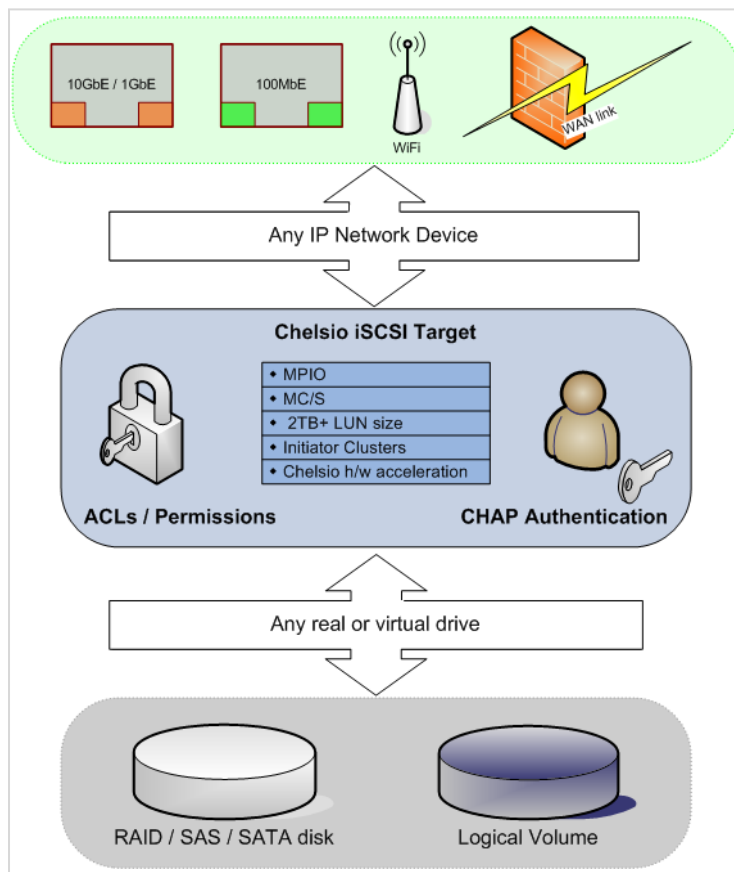 10GbE / 1GbE
100MbE
WiFi
WAN link
Any IP Network Device
Chelsio iSCSI Target
◆ MPIO
◆ MC/S
◆ 2TB+ LUN size
◆ Initiator Clusters
◆ Chelsio h/w acceleration
ACLs / Permissions
CHAP Authentication
Any real or virtual drive
RAID / SAS / SATA disk
Logical Volume